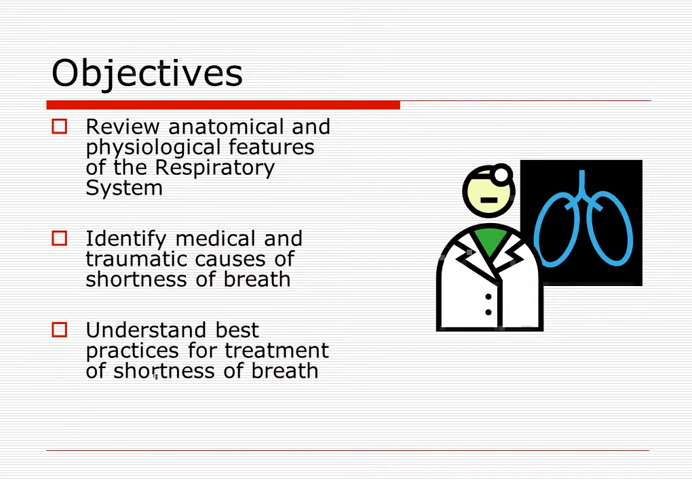 Objectives
Review anatomical and
physiological features
of the Respiratory
System
Identify medical and
traumatic causes of
shortness of breath
Understand best
practices for treatment
of shortness of breath